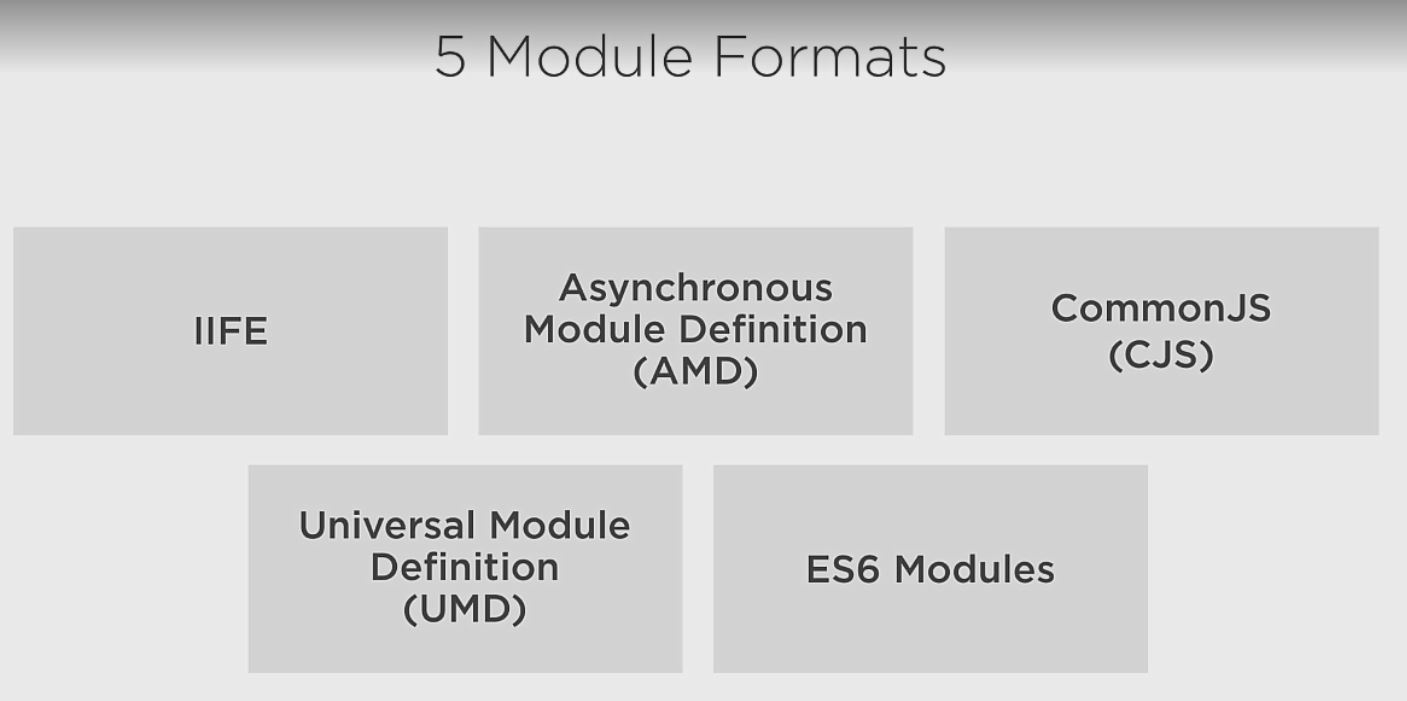 5 Module Formats
IIFE
Asynchronous
Module Definition
(AMD)
CommonJS
(CJS)
Universal Module
Definition
(UMD)
ES6 Modules